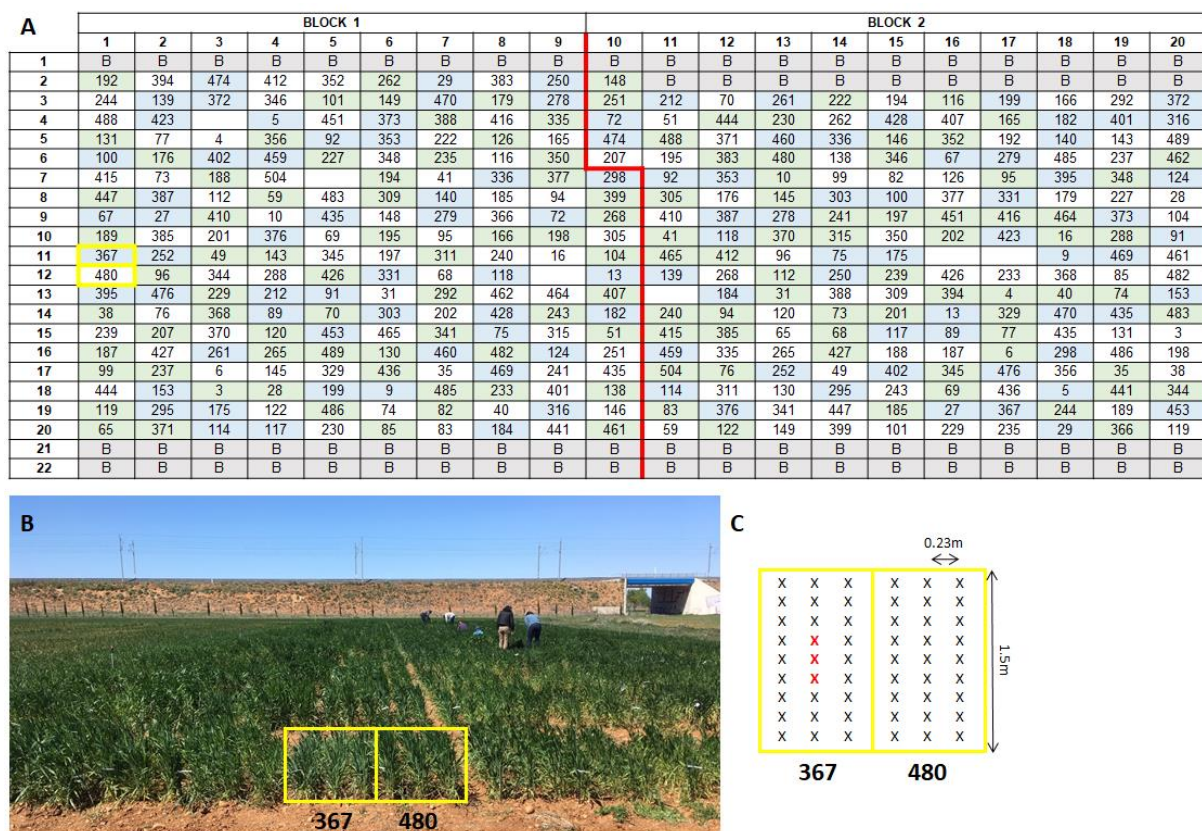 A
BLOCK 1 BLOCK 2
1 2 3 4 5 6 7 8 9 10 11 12 13 14 15 16 17 18 19 20
1 B B B B B B B B B B B B B B B B B B B B
2 192 394 474 412 352 262 29 383 250 148 B B B B B B B B B B
3 244 139 372 346 101 149 470 179 278 251 212 70 261 222 194 116 199 166 292 372
4 488 423 5 451 373 388 416 335 72 51 444 230 262 428 407 165 182 401 316
5 131 77 4 356 92 353 222 126 165 474 488 371 460 336 146 352 192 140 143 489
6 100 176 402 459 227 348 235 116 350 207 195 383 480 138 346 67 279 485 237 462
7 415 73 188 504 194 41 336 377 298 92 353 10 99 82 126 95 395 348 124
8 447 387 112 59 483 309 140 185 94 399 305 176 145 303 100 377 331 179 227 28
9 67 27 410 10 435 148 279 366 72 268 410 387 278 241 197 451 416 464 373 104
10 189 385 201 376 69 195 95 166 198 305 41 118 370 315 350 202 423 16 288 91
11 367 252 49 143 345 197 311 240 16 104 465 412 96 75 175 9 469 461
12 480 96 344 288 426 331 68 118 13 139 268 112 250 239 426 233 368 85 482
13 395 476 229 212 91 31 292 462 464 407 184 31 388 309 394 4 40 74 153
14 38 76 368 89 70 303 202 428 243 182 240 94 120 73 201 13 329 470 435 483
15 239 207 370 120 453 465 341 75 315 51 415 385 65 68 117 89 77 435 131 3
16 187 427 261 265 489 130 460 482 124 251 459 335 265 427 188 187 6 298 486 198
17 99 237 6 145 329 436 35 469 241 435 504 76 252 49 402 345 476 356 35 38
18 444 153 3 28 199 9 485 233 401 138 114 311 130 295 243 69 436 5 441 344
19 119 295 175 122 486 74 82 40 316 146 83 376 341 447 185 27 367 244 189 453
20 65 371 114 117 230 85 83 184 441 461 59 122 149 399 101 229 235 29 366 119
21 B B B B B B B B B B B B B B B B B B B B
22 B B B B B B B B B B B B B B B B B B B B
B
367 480
C
0.23m
X X X X X X
X X X X X X
X X X X X X
X X X X X X
X X X X X X
X X X X X X
X X X X X X
X X X X X X
X X X X X X
1.5m
367 480